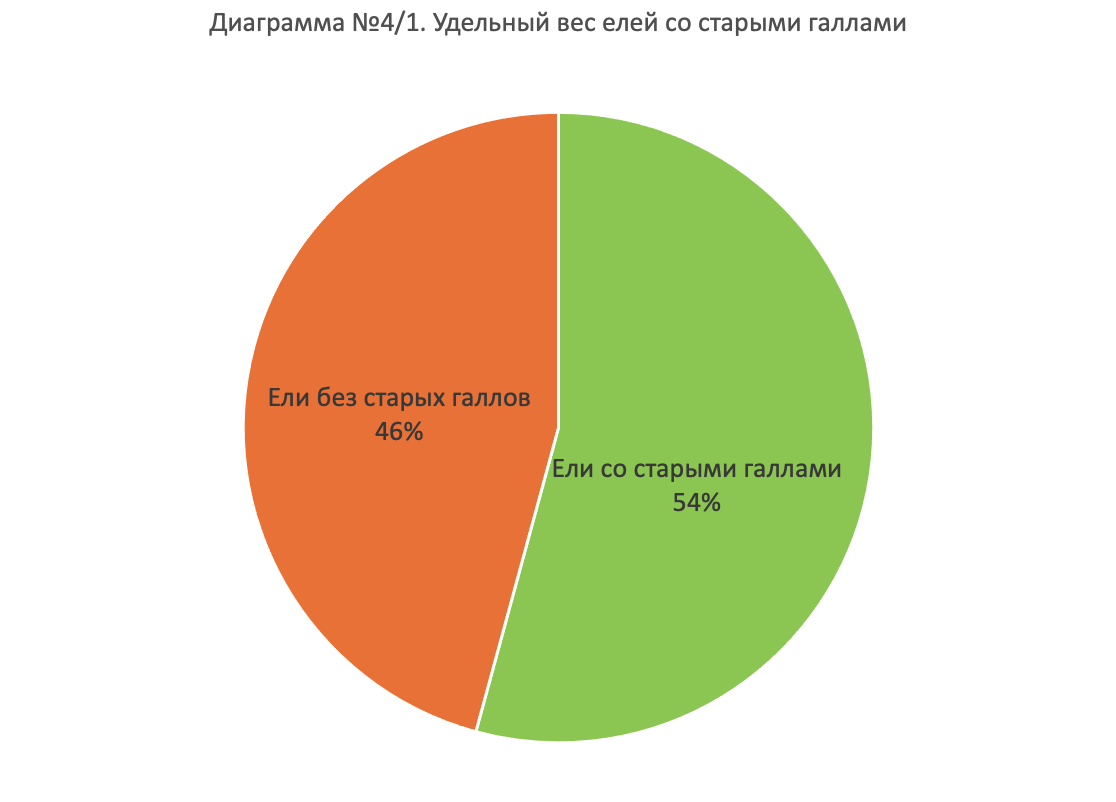 Диаграмма №4/1. Удельный вес елей со старыми галлами
Ели без старых галлов
46%
Ели со старыми галлами
54%